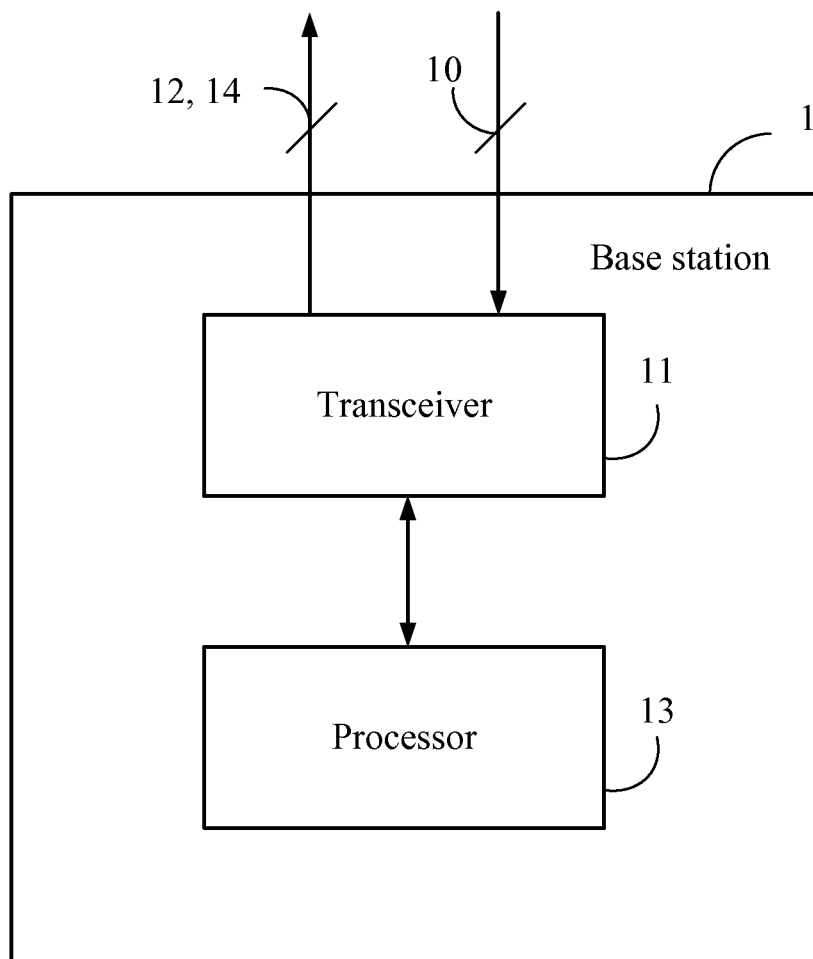 12, 14
10
1
Base station
11
Transceiver
13
Processor